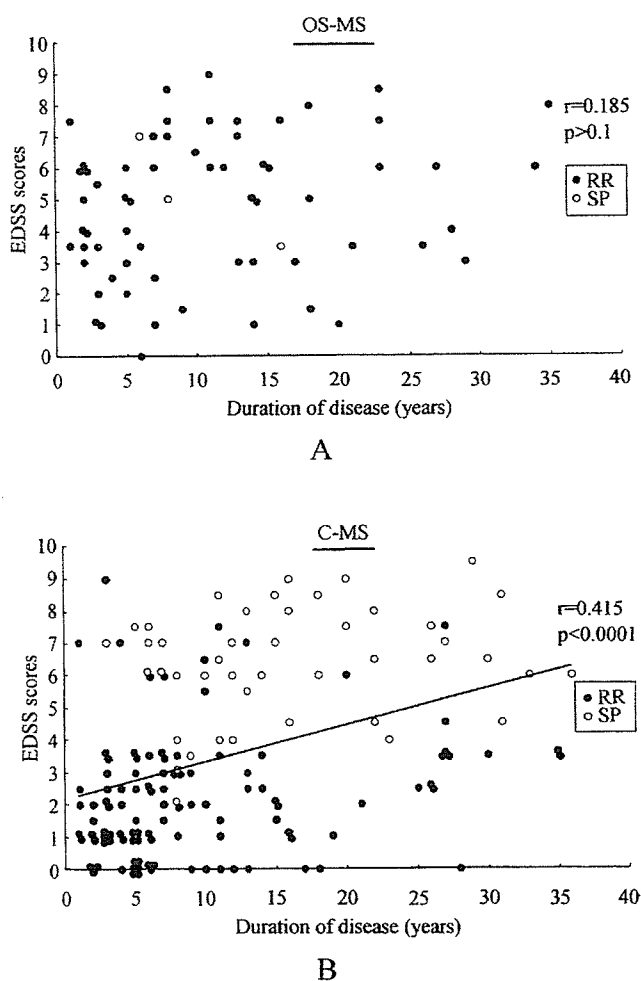 OS-MS
10
9
8
7
6
5
4
3
2
1
0
EDSS scores
r=0.185
p>0.1
RR
SP
0 5 10 15 20 25 30 35 40
Duration of disease (years)
A
C-MS
10
9
8
7
6
5
4
3
2
1
0
EDSS scores
r=0.415
p<0.0001
RR
SP
0 5 10 15 20 25 30 35 40
Duration of disease (years)
B